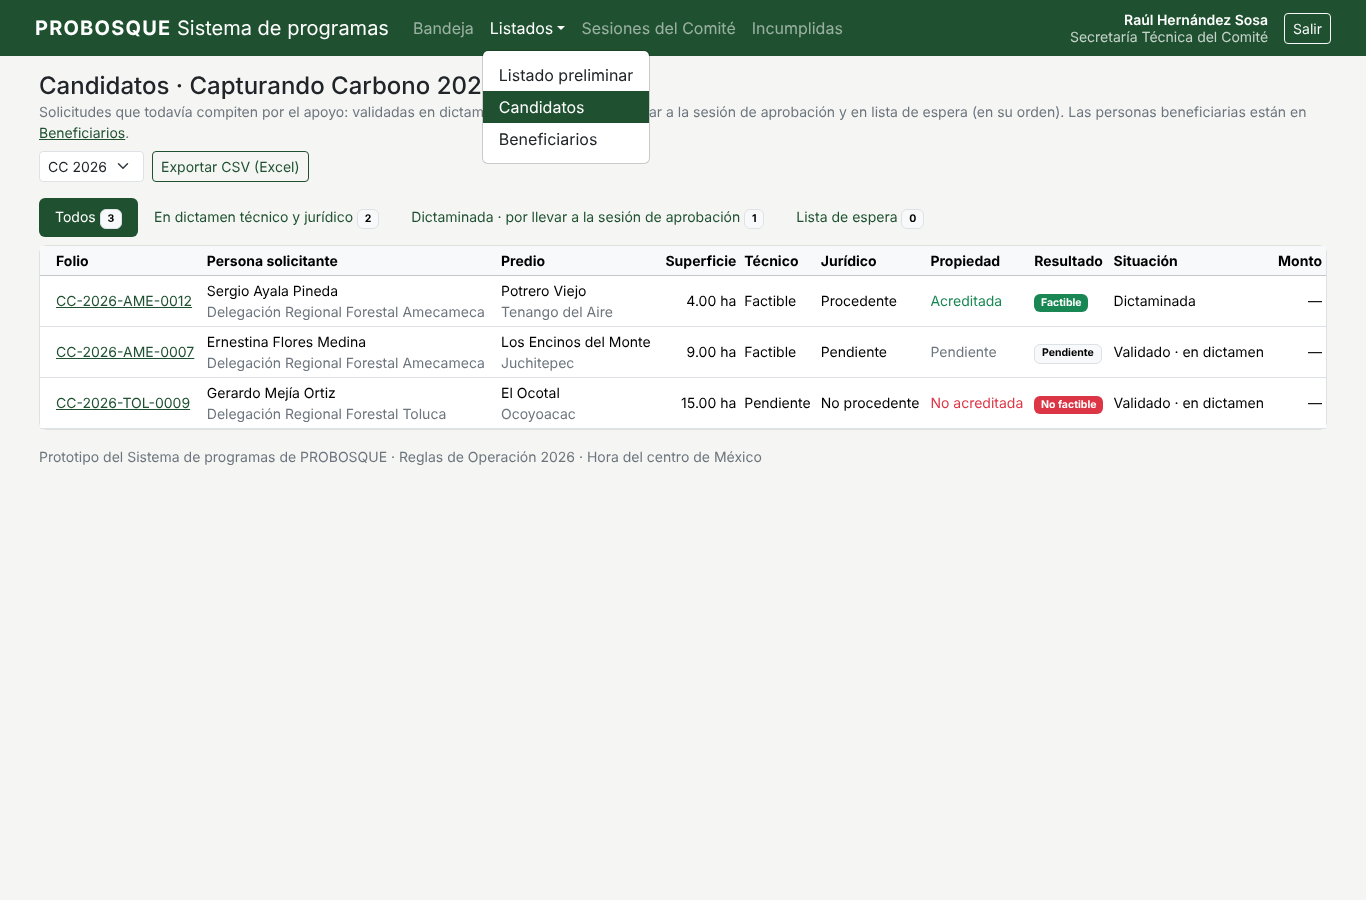 PROBOSQUE Sistema de programas
Bandeja
Listados
Sesiones del Comité
Incumplidas
Raúl Hernández Sosa
Secretaría Técnica del Comité
Salir
Listado preliminar
Candidatos
Beneficiarios
Candidatos · Capturando Carbono 202
Solicitudes que todavía compiten por el apoyo: validadas en dictam ar a la sesión de aprobación y en lista de espera (en su orden). Las personas beneficiarias están en
Beneficiarios.
CC 2026
Exportar CSV (Excel)
Todos 3
En dictamen técnico y jurídico 2
Dictaminada · por llevar a la sesión de aprobación 1
Lista de espera 0
Folio Persona solicitante Predio Superficie Técnico Jurídico Propiedad Resultado Situación Monto
CC-2026-AME-0012 Sergio Ayala Pineda Potrero Viejo 4.00 ha Factible Procedente Acreditada Factible Dictaminada —
Delegación Regional Forestal Amecameca Tenango del Aire
CC-2026-AME-0007 Ernestina Flores Medina Los Encinos del Monte 9.00 ha Factible Pendiente Pendiente Pendiente Validado · en dictamen —
Delegación Regional Forestal Amecameca Juchitepec
CC-2026-TOL-0009 Gerardo Mejía Ortiz El Ocotal 15.00 ha Pendiente No procedente No acreditada No factible Validado · en dictamen —
Delegación Regional Forestal Toluca Ocoyoacac
Prototipo del Sistema de programas de PROBOSQUE · Reglas de Operación 2026 · Hora del centro de México